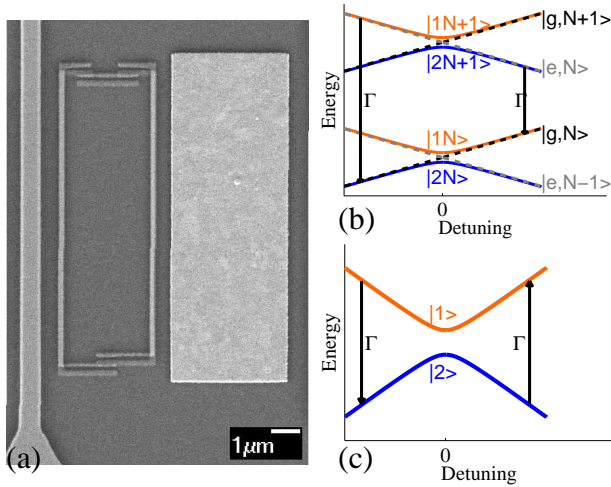 (a)
1μm
|1N+1>
|g,N+1>
|2N+1>
|e,N>
Γ
Γ
|1N>
|g,N>
|2N>
|e,N−1>
Energy
0
(b)
Detuning
|1>
Γ
Γ
|2>
Energy
0
(c)
Detuning